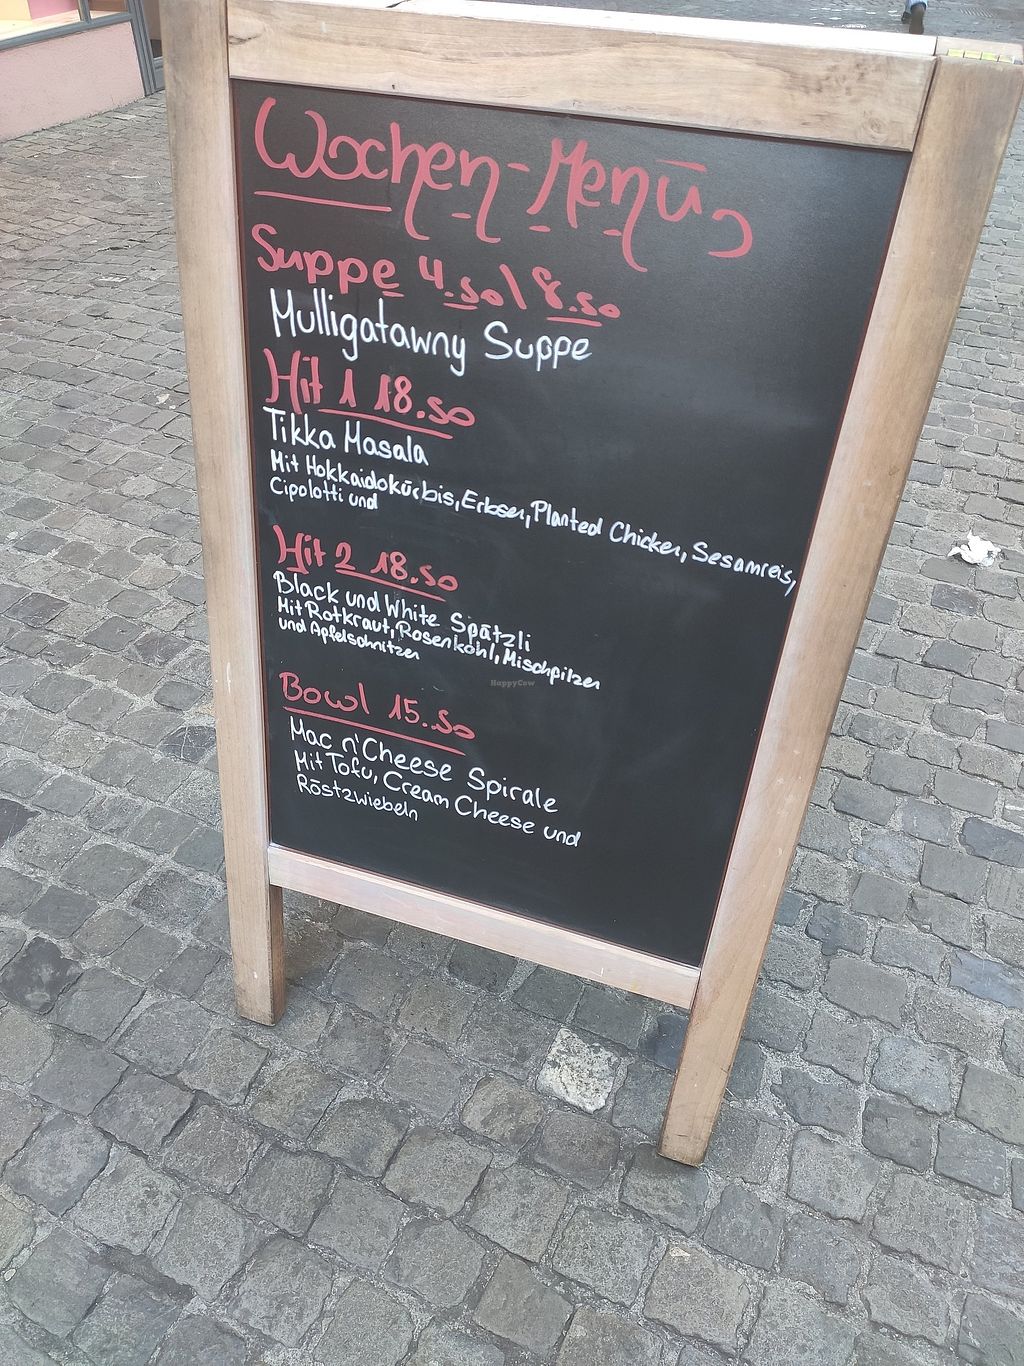 Wochen-Menü
Suppe 4.50\ 8.50
Mulligatawny Suppe
Hit 1 18.50
Tikka Masala
Mit Hokkaidokürbis, Erbsen, Planted Chicken, Sesamreis,
Cipolotti und
Hit 2 18.50
Black und White Spätzli
Mit Rotkraut, Rosenkohl, Mischpilzen
und Apfelschnitzen
Bowl 15.50
Mac n'Cheese Spirale
Mit Tofu, Cream Cheese und
Röstzwiebeln
HappyCow